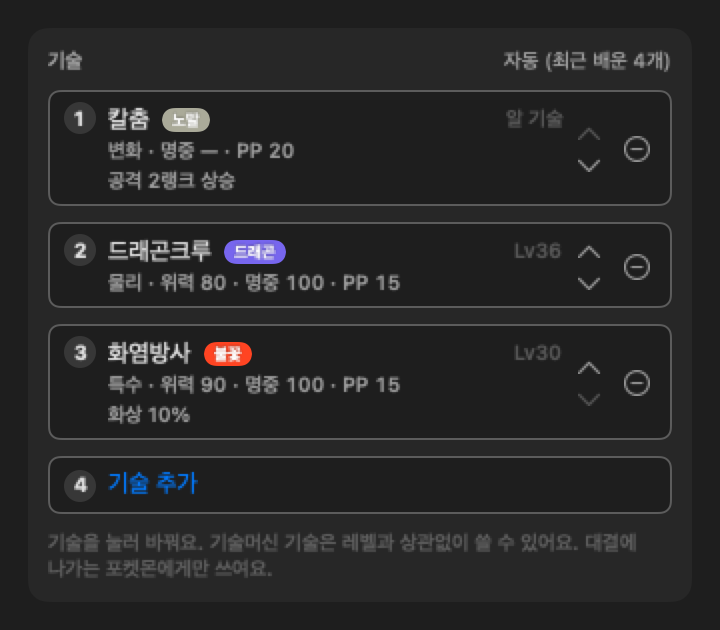 기술 자동 (최근 배운 4개)
1 칼춤 노말 알 기술
변화 · 명중 — · PP 20
공격 2랭크 상승
2 드래곤크루 드래곤 Lv36
물리 · 위력 80 · 명중 100 · PP 15
3 화염방사 불꽃 Lv30
특수 · 위력 90 · 명중 100 · PP 15
화상 10%
4 기술 추가
기술을 눌러 바꿔요. 기술머신 기술은 레벨과 상관없이 쓸 수 있어요. 대결에
나가는 포켓몬에게만 쓰여요.